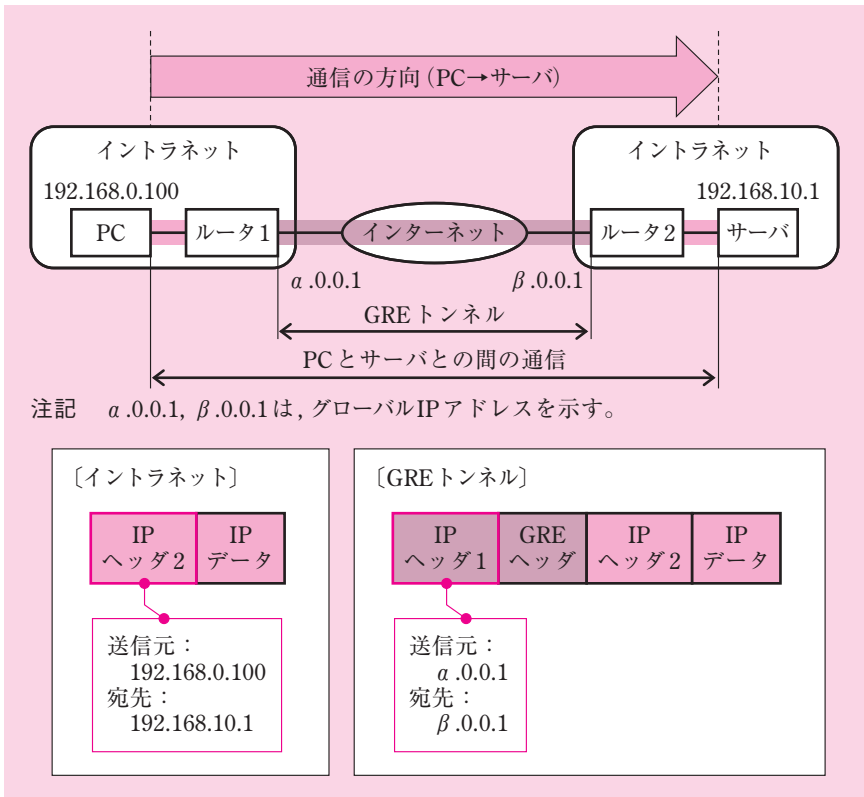 通信の方向(PC→サーバ)
イントラネット
イントラネット
192.168.0.100
192.168.10.1
PC
ルータ1
インターネット
ルータ2
サーバ
α.0.0.1
β.0.0.1
GREトンネル
PCとサーバとの間の通信
注記 α.0.0.1, β.0.0.1は,グローバルIPアドレスを示す。
〔イントラネット〕
IP
ヘッダ2
IP
データ
送信元:
192.168.0.100
宛先:
192.168.10.1
〔GREトンネル〕
IP
ヘッダ1
GRE
ヘッダ
IP
ヘッダ2
IP
データ
送信元:
α.0.0.1
宛先:
β.0.0.1